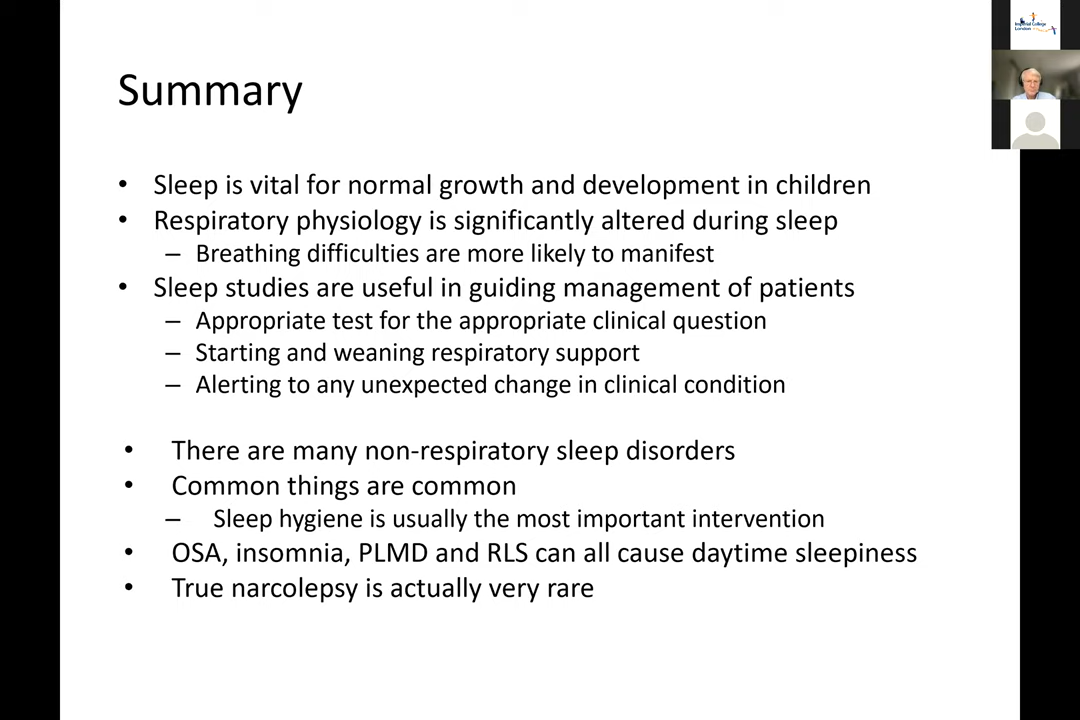 Imperial College
London
Summary
• Sleep is vital for normal growth and development in children
• Respiratory physiology is significantly altered during sleep
– Breathing difficulties are more likely to manifest
• Sleep studies are useful in guiding management of patients
– Appropriate test for the appropriate clinical question
– Starting and weaning respiratory support
– Alerting to any unexpected change in clinical condition
• There are many non-respiratory sleep disorders
• Common things are common
– Sleep hygiene is usually the most important intervention
• OSA, insomnia, PLMD and RLS can all cause daytime sleepiness
• True narcolepsy is actually very rare